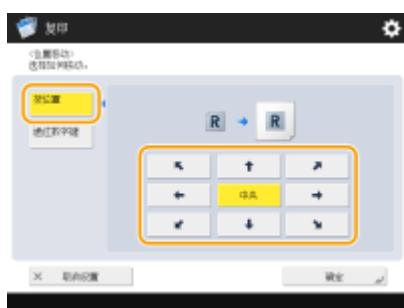 复印
<位置移动>
选择如何移动。
按位置
通过数字键
R
R
中央
× 取消设置
确定